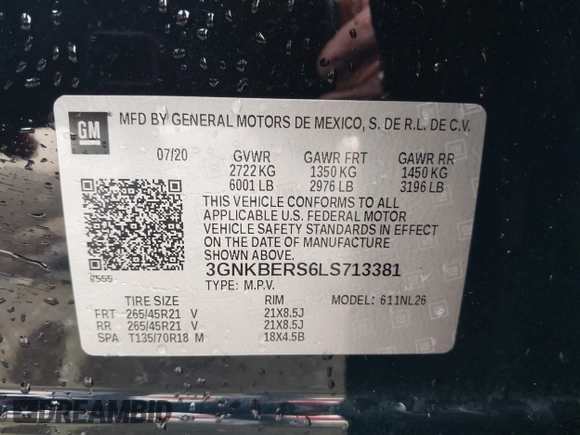 GM
MFD BY GENERAL MOTORS DE MEXICO, S. DE R.L. DE C.V.
07/20 GVWR GAWR FRT GAWR RR
2722 KG 1350 KG 1450 KG
6001 LB 2976 LB 3196 LB
THIS VEHICLE CONFORMS TO ALL
APPLICABLE U.S. FEDERAL MOTOR
VEHICLE SAFETY STANDARDS IN EFFECT
ON THE DATE OF MANUFACTURE
SHOWN ABOVE.
8555
3GNKBERS6LS713381
TYPE: M.P.V.
TIRE SIZE RIM MODEL: 611NL26
FRT 265/45R21 V 21X8.5J
RR 265/45R21 V 21X8.5J
SPA T135/70R18 M 18X4.5B
DREAMBID